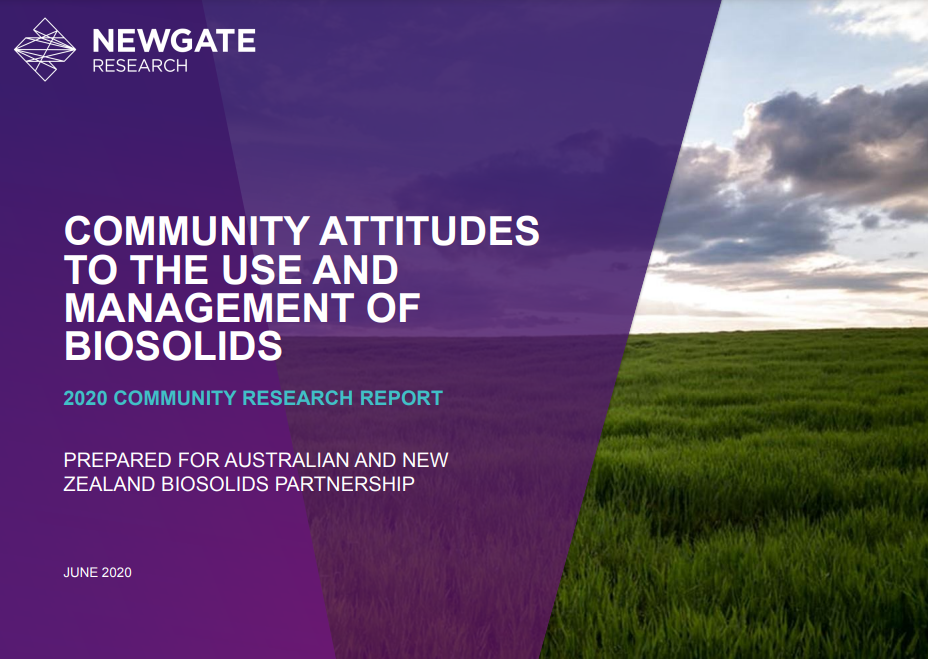 NEWGATE
RESEARCH
COMMUNITY ATTITUDES
TO THE USE AND
MANAGEMENT OF
BIOSOLIDS
2020 COMMUNITY RESEARCH REPORT
PREPARED FOR AUSTRALIAN AND NEW
ZEALAND BIOSOLIDS PARTNERSHIP
JUNE 2020